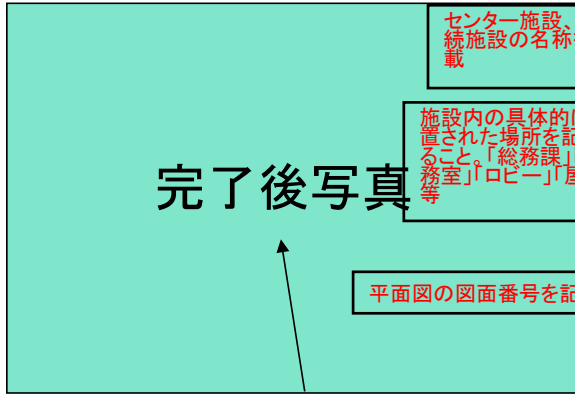 センター施設、
続施設の名称
載
施設内の具体的
置された場所を記
ること。「総務課」
務室」「ロビー」「屋
等
完了後写真
平面図の図面番号を記